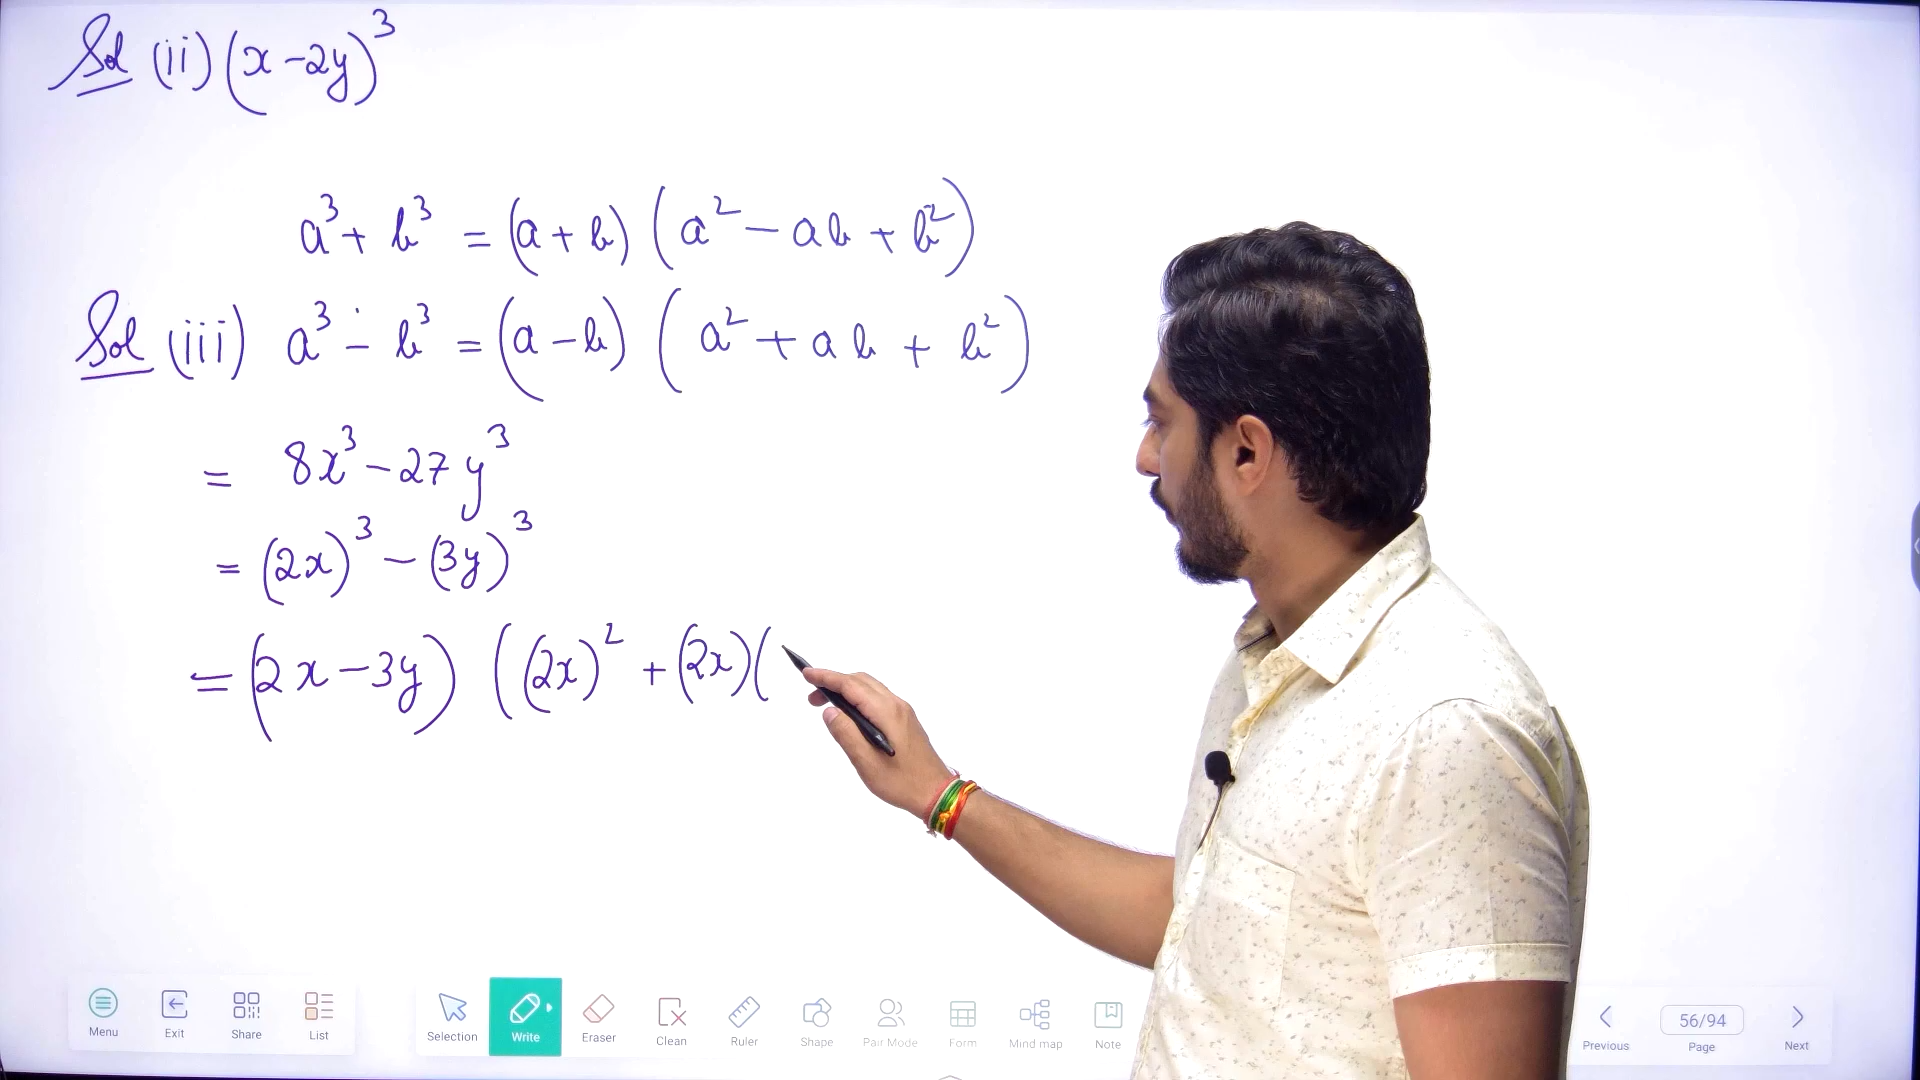 Sol (ii) (x-2y)³
a³ + b³ = (a + b) (a² - ab + b²)
Sol (iii) a³ - b³ = (a - b) (a² + ab + b²)
= 8x³ - 27y³
= (2x)³ - (3y)³
= (2x - 3y) ((2x)² + (2x)(
Menu Exit Share List Selection Write Eraser Clean Ruler Shape Pair Mode Form Mind map Note Previous 56/94 Page Next